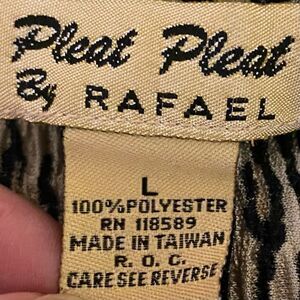 Pleat Pleat
By RAFAEL
L
100% POLYESTER
RN 118589
MADE IN TAIWAN
R. O. C.
CARE SEE REVERSE